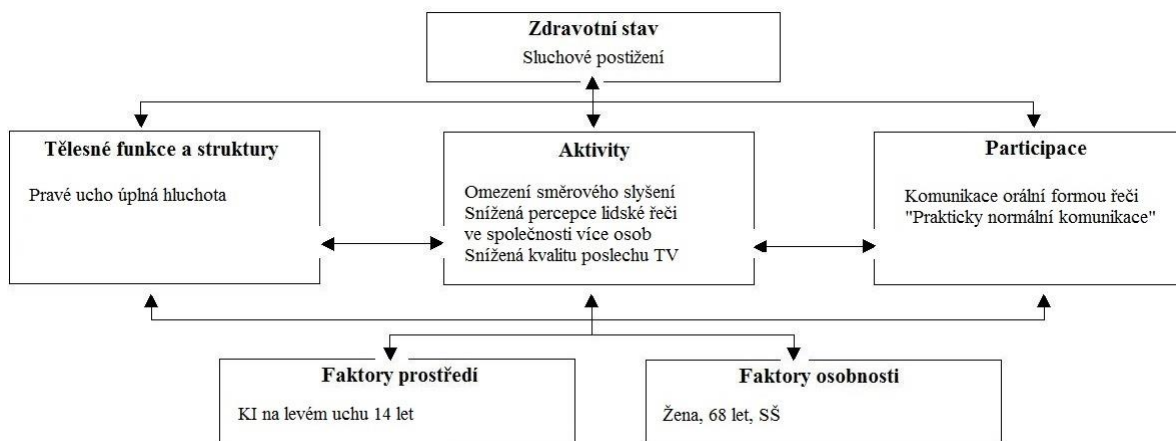 Zdravotní stav
Sluchové postižení
Tělesné funkce a struktury
Pravé ucho úplná hluchota
Aktivity
Omezení směrového slyšení
Snížená percepce lidské řeči
ve společnosti více osob
Snížená kvalitu poslechu TV
Participace
Komunikace orální formou řeči
"Prakticky normální komunikace"
Faktory prostředí
KI na levém uchu 14 let
Faktory osobnosti
Žena, 68 let, SŠ